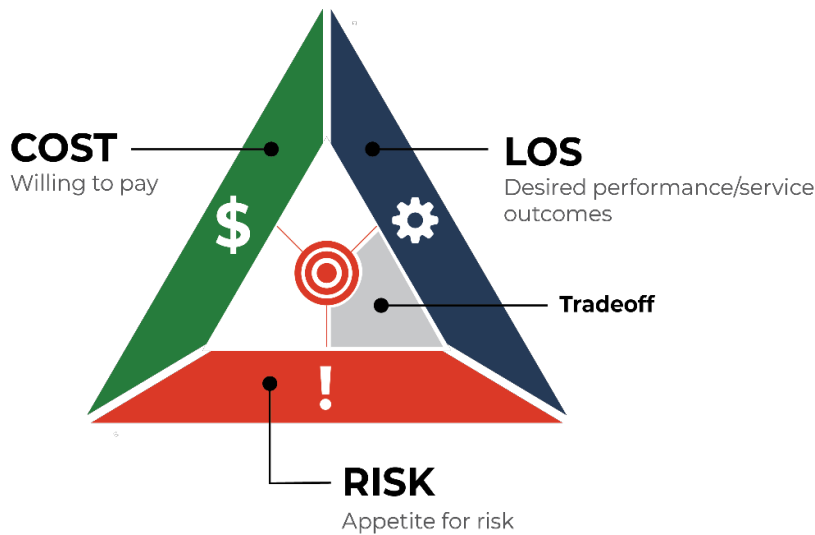 COST
Willing to pay
$
LOS
Desired performance/service
outcomes
Tradeoff
!
RISK
Appetite for risk